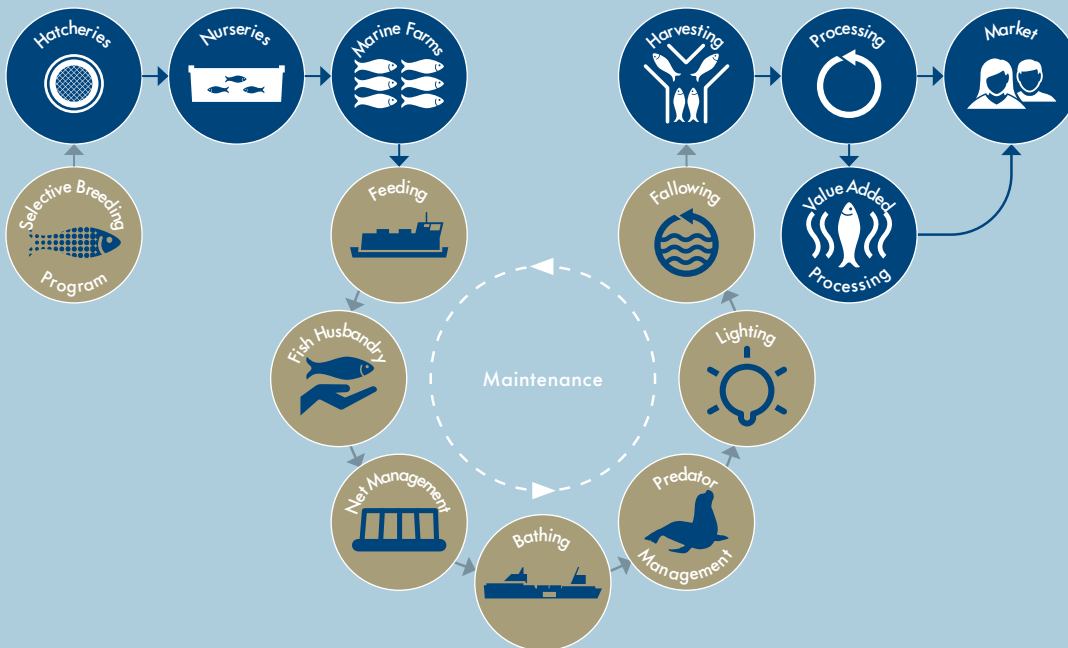 Hatcheries
Nurseries
Marine Farms
Harvesting
Processing
Market
Selective Breeding
Program
Feeding
Fallowing
Value Added
Processing
Fish Husbandry
Maintenance
Lighting
Net Management
Bathing
Predator
Management